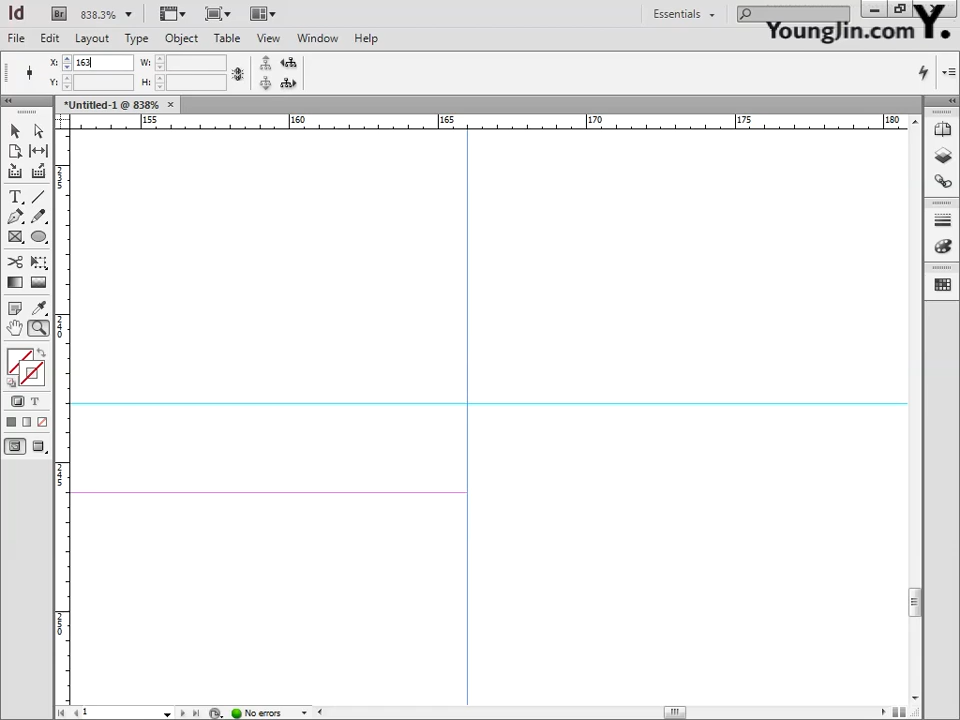 Id Br 838.3% Essentials
YoungJin.com Y.
File Edit Layout Type Object Table View Window Help
X: 163 W:
Y: H:
*Untitled-1 @ 838% ×
155 160 165 170 175 180
235
240
245
250
T
T
1 No errors